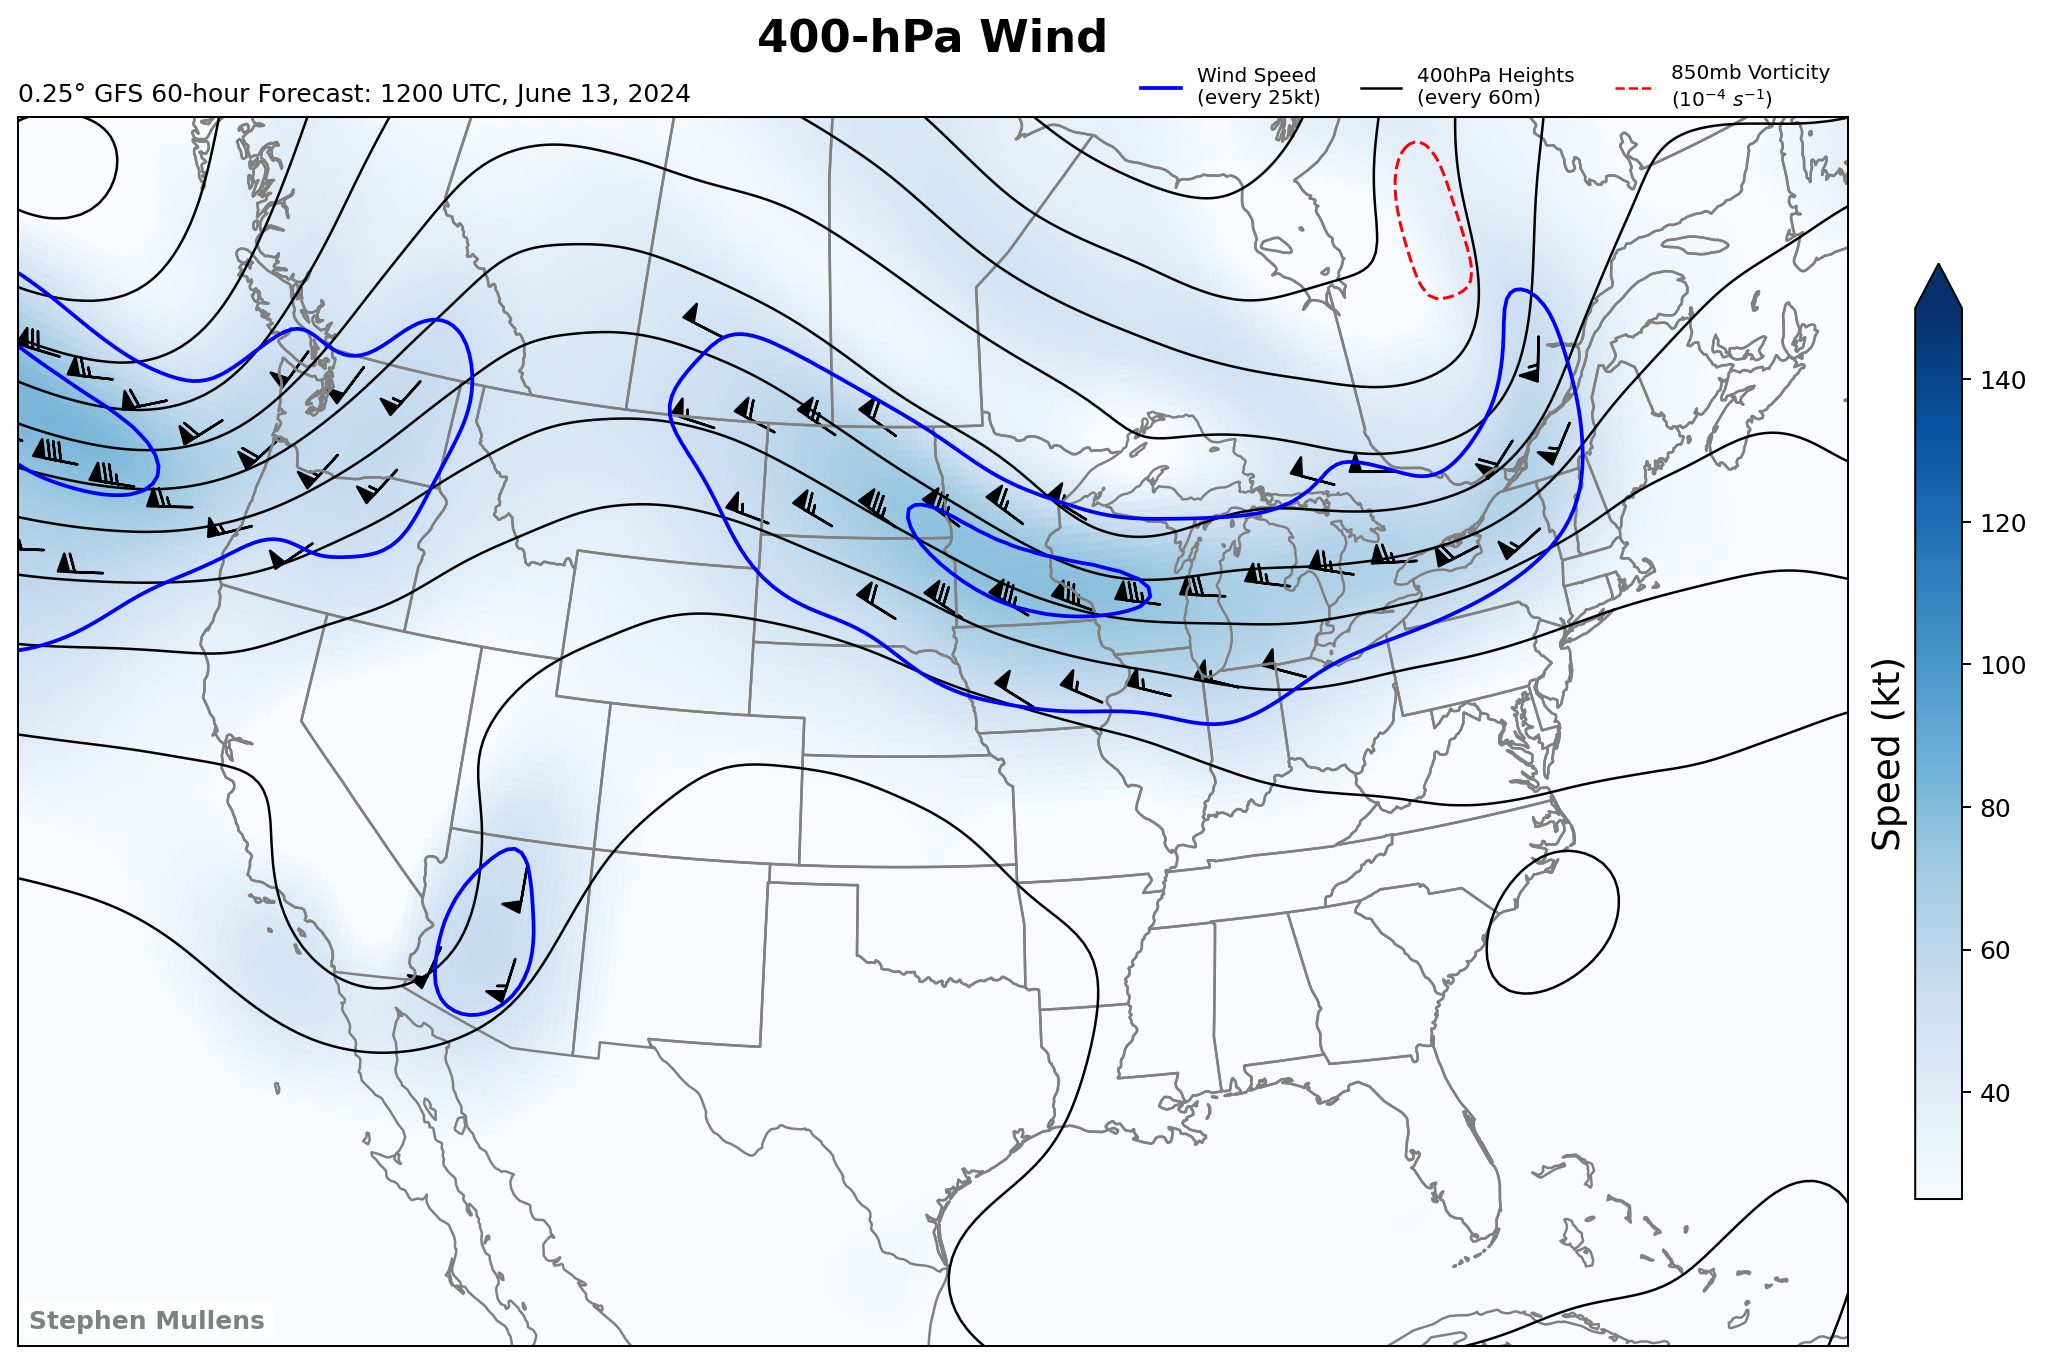 400-hPa Wind
0.25° GFS 60-hour Forecast: 1200 UTC, June 13, 2024
Wind Speed
(every 25kt)
400hPa Heights
(every 60m)
850mb Vorticity
(10⁻⁴ s⁻¹)
140
120
100
80
60
40
Speed (kt)
Stephen Mullens